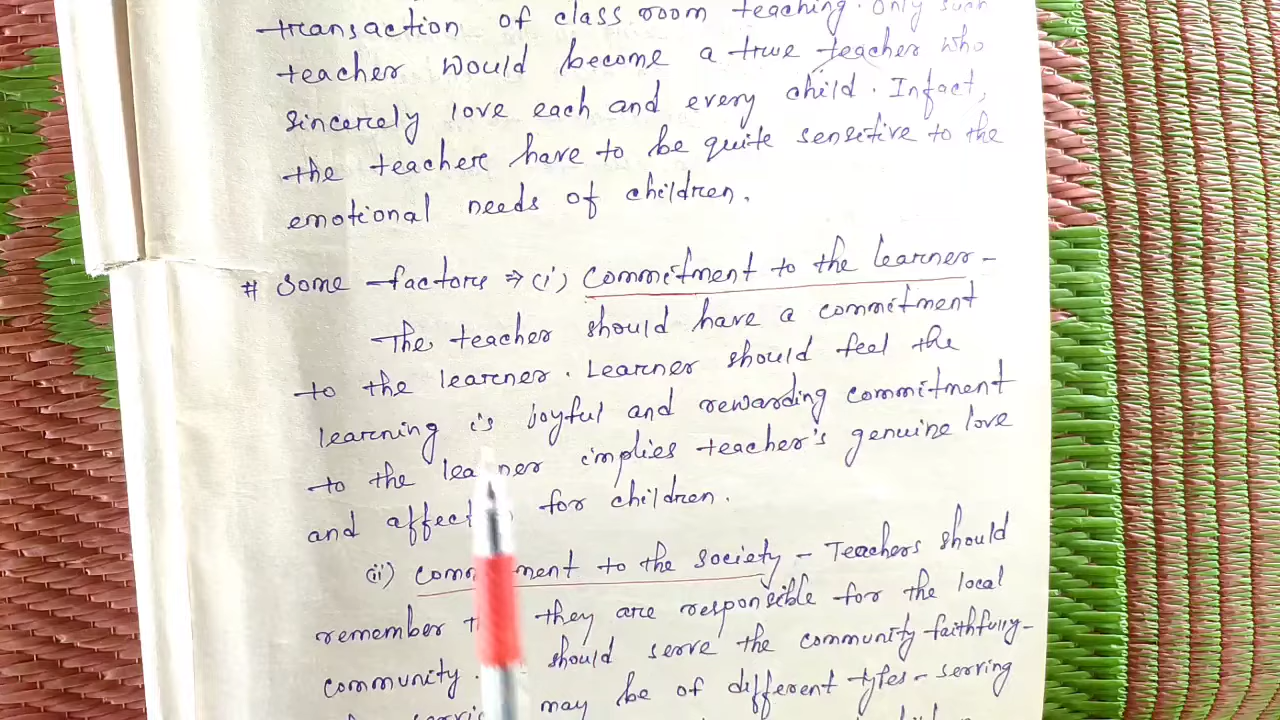 transaction of class room teaching. Only such
teacher would become a true teacher who
sincerely love each and every child. Infact,
the teachers have to be quite sensitive to the
emotional needs of children.
# Some factors ⇒ (i) Commitment to the learner -
The teacher should have a commitment
to the learner. Learner should feel the
learning is joyful and rewarding commitment
to the learner implies teacher's genuine love
and for children.
(ii) to the society - Teachers should
remember they are responsible for the local
community. should serve the community faithfully-
may be of different types - serving